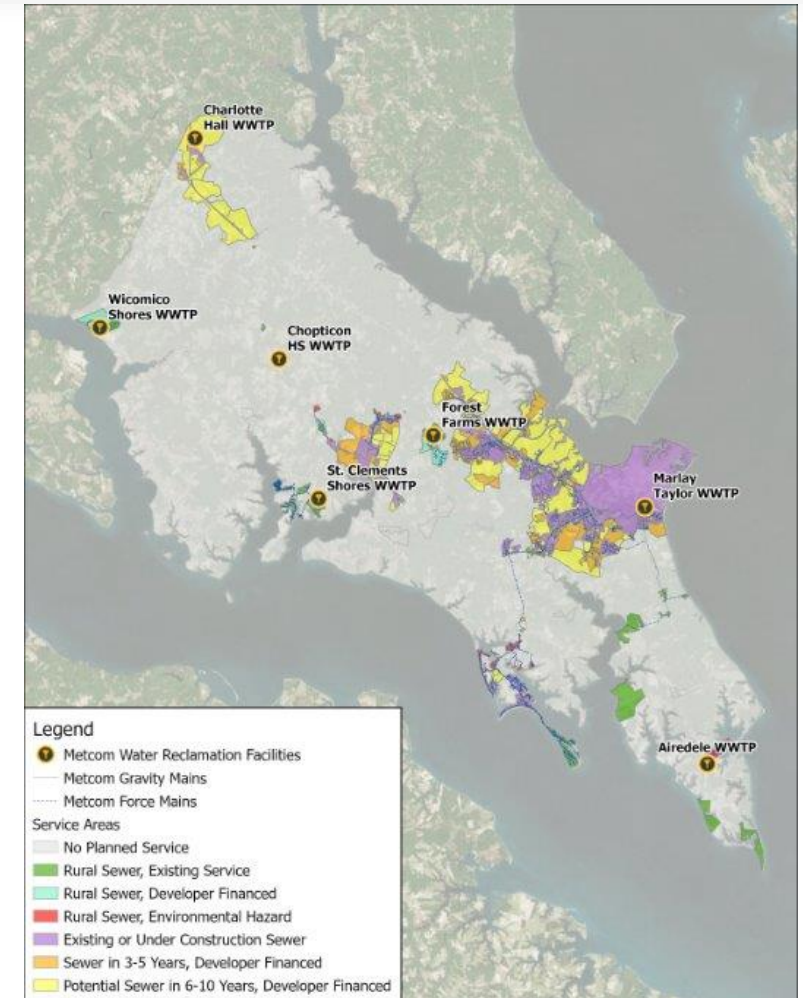 Charlotte
Hall WWTP
Wicomico
Shores WWTP
Chopticon
HS WWTP
Forest
Farms WWTP
St. Clements
Shores WWTP
Marlay
Taylor WWTP
Airedele WWTP
Legend
Metcom Water Reclamation Facilities
Metcom Gravity Mains
Metcom Force Mains
Service Areas
No Planned Service
Rural Sewer, Existing Service
Rural Sewer, Developer Financed
Rural Sewer, Environmental Hazard
Existing or Under Construction Sewer
Sewer in 3-5 Years, Developer Financed
Potential Sewer in 6-10 Years, Developer Financed